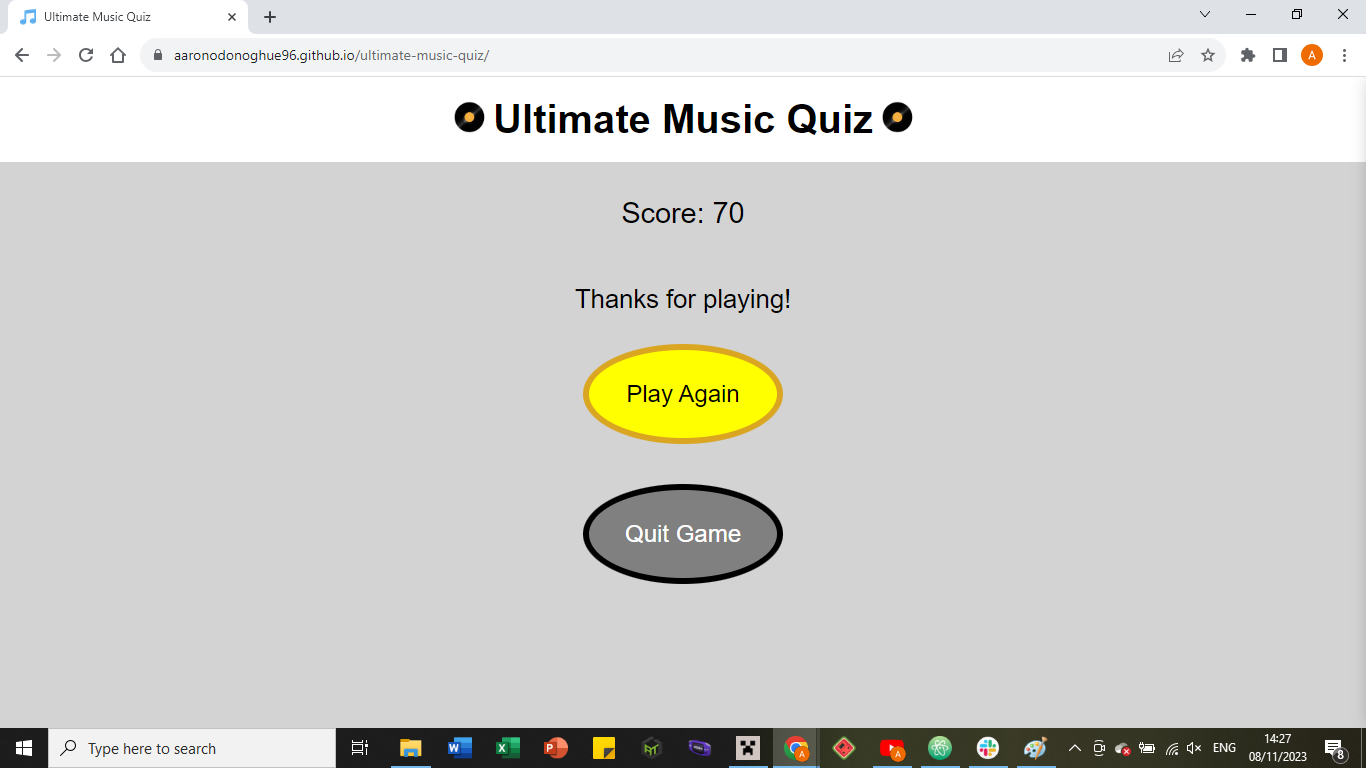 Ultimate Music Quiz
aaronodonoghue96.github.io/ultimate-music-quiz/
A
Ultimate Music Quiz
Score: 70
Thanks for playing!
Play Again
Quit Game
Type here to search
W
X
P
A
A
ENG
14:27
08/11/2023
8